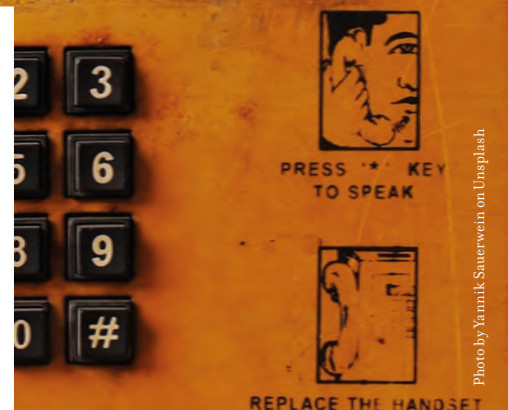 2 3
5 6
8 9
0 #
PRESS '*' KEY
TO SPEAK
REPLACE THE HANDSET
Photo by Yannik Sauerwein on Unsplash